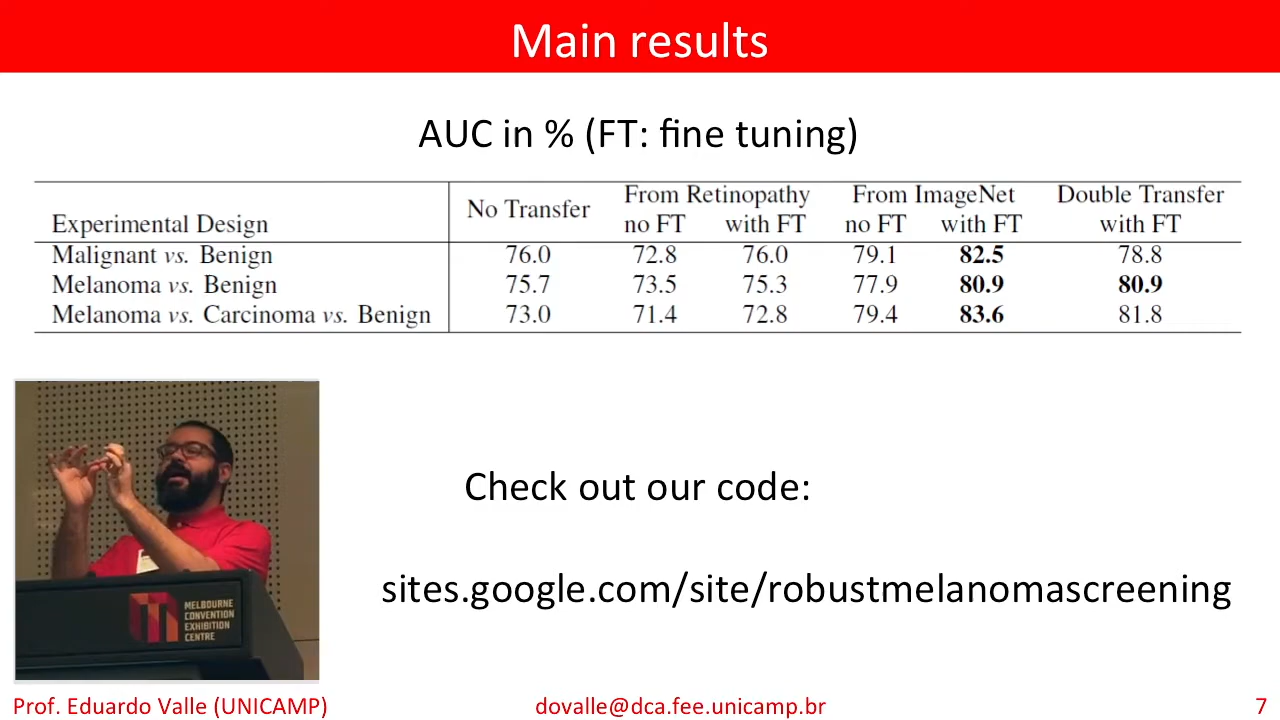 Main results
AUC in % (FT: fine tuning)
Experimental Design No Transfer From Retinopathy From ImageNet Double Transfer
no FT with FT no FT with FT with FT
Malignant vs. Benign 76.0 72.8 76.0 79.1 82.5 78.8
Melanoma vs. Benign 75.7 73.5 75.3 77.9 80.9 80.9
Melanoma vs. Carcinoma vs. Benign 73.0 71.4 72.8 79.4 83.6 81.8
MELBOURNE
CONVENTION
EXHIBITION
CENTRE
Check out our code:
sites.google.com/site/robustmelanomascreening
Prof. Eduardo Valle (UNICAMP) dovalle@dca.fee.unicamp.br 7